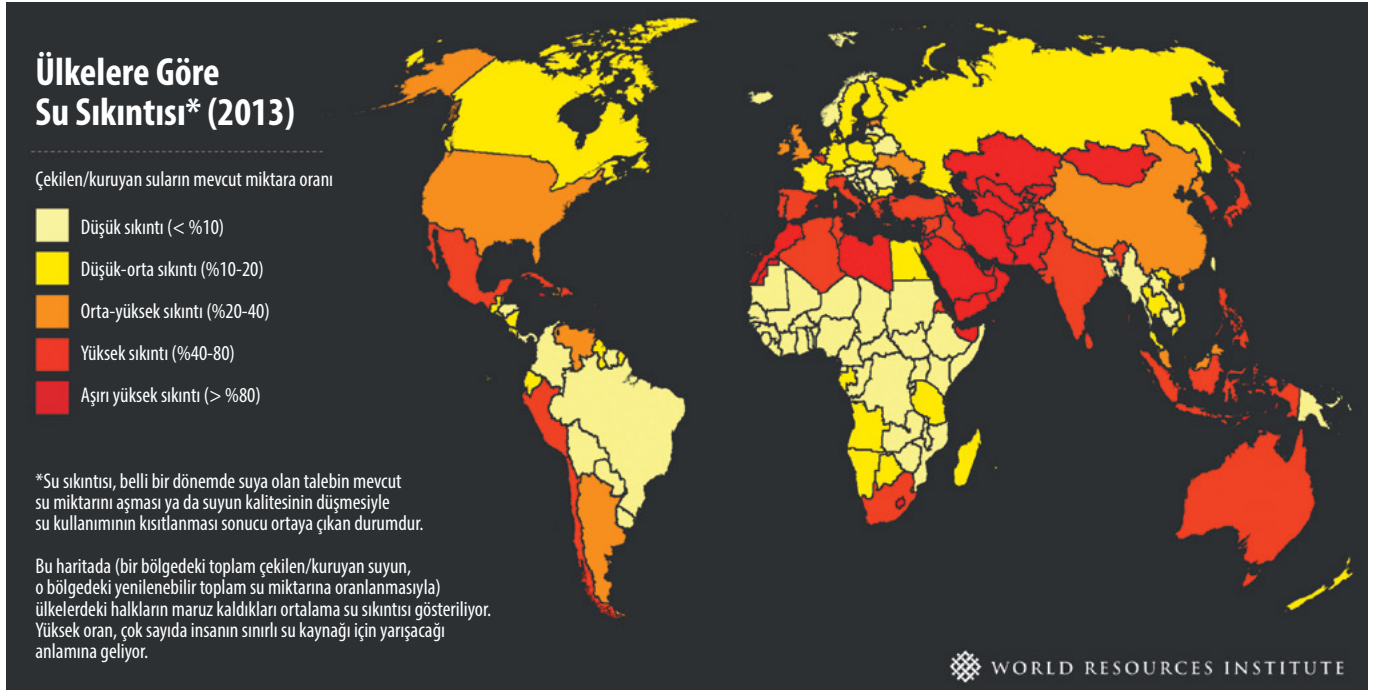 Ülkelere Göre
Su Sıkıntısı* (2013)
Çekilen/kuruyan suların mevcut miktara oranı
Düşük sıkıntı (< %10)
Düşük-orta sıkıntı (%10-20)
Orta-yüksek sıkıntı (%20-40)
Yüksek sıkıntı (%40-80)
Aşırı yüksek sıkıntı (> %80)
*Su sıkıntısı, belli bir dönemde suya olan talebin mevcut
su miktarını aşması ya da suyun kalitesinin düşmesiyle
su kullanımının kısıtlanması sonucu ortaya çıkan durumdur.
Bu haritada (bir bölgedeki toplam çekilen/kuruyan suyun,
o bölgedeki yenilenebilir toplam su miktarına oranlanmasıyla)
ülkelerdeki halkların maruz kaldıkları ortalama su sıkıntısı gösteriliyor.
Yüksek oran, çok sayıda insanın sınırlı su kaynağı için yarışacağı
anlamına geliyor.
WORLD RESOURCES INSTITUTE